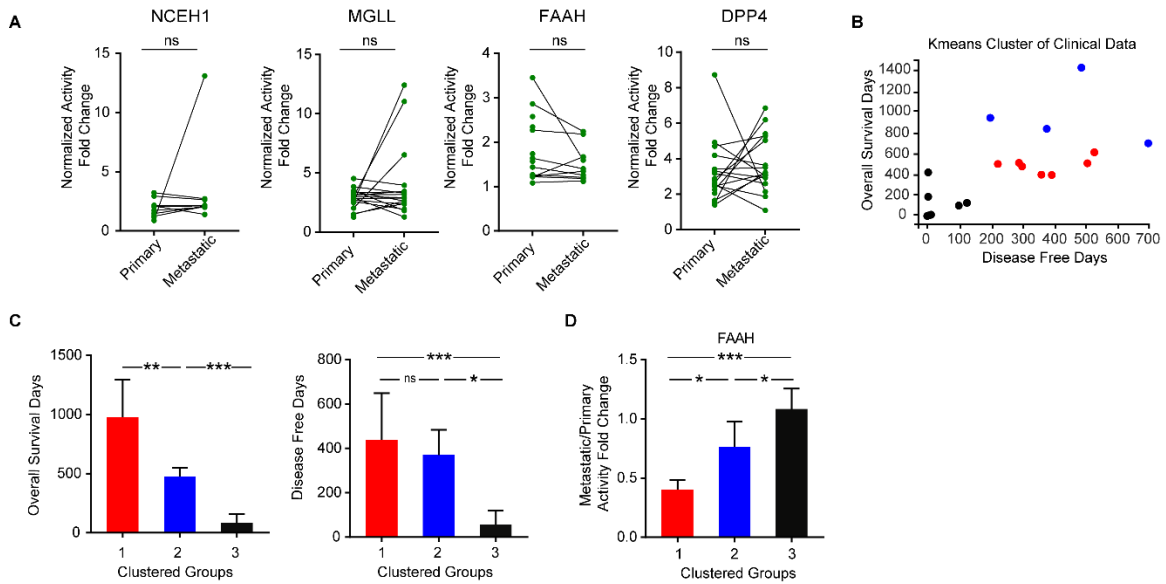 A
NCEH1
ns
Normalized Activity
Fold Change
15
10
5
0
Primary
Metastatic
MGLL
ns
Normalized Activity
Fold Change
15
10
5
0
Primary
Metastatic
FAAH
ns
Normalized Activity
Fold Change
4
3
2
1
0
Primary
Metastatic
DPP4
ns
Normalized Activity
Fold Change
10
8
6
4
2
0
Primary
Metastatic
B
Kmeans Cluster of Clinical Data
Overall Survival Days
1400
1200
1000
800
600
400
200
0
0 100 200 300 400 500 600 700
Disease Free Days
C
Overall Survival Days
1500
1000
500
0
** ***
1 2 3
Clustered Groups
Disease Free Days
800
600
400
200
0
***
ns *
1 2 3
Clustered Groups
D
FAAH
Metastatic/Primary
Activity Fold Change
1.5
1.0
0.5
0.0
***
* *
1 2 3
Clustered Groups